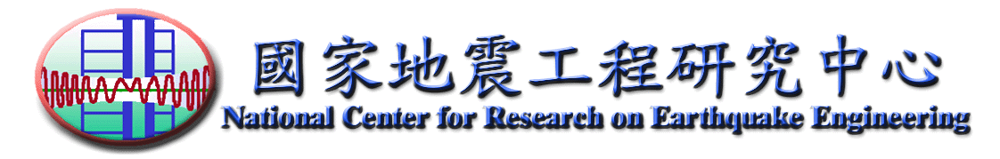 國家地震工程研究中心
National Center for Research on Earthquake Engineering